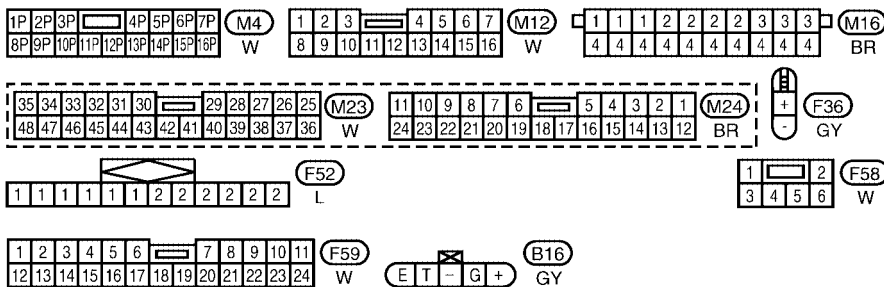 1P 2P 3P 4P 5P 6P 7P M4
8P 9P 10P 11P 12P 13P 14P 15P 16P W
1 2 3 4 5 6 7 M12
8 9 10 11 12 13 14 15 16 W
1 1 1 2 2 2 2 3 3 3 M16
4 4 4 4 4 4 4 4 4 4 BR
35 34 33 32 31 30 29 28 27 26 25 M23
48 47 46 45 44 43 42 41 40 39 38 37 36 W
11 10 9 8 7 6 5 4 3 2 1 M24
24 23 22 21 20 19 18 17 16 15 14 13 12 BR
+ F36
- GY
F52
1 1 1 1 1 1 2 2 2 2 2 2 L
1 2 F58
3 4 5 6 W
1 2 3 4 5 6 7 8 9 10 11 F59
12 13 14 15 16 17 18 19 20 21 22 23 24 W
E T - G + B16
GY